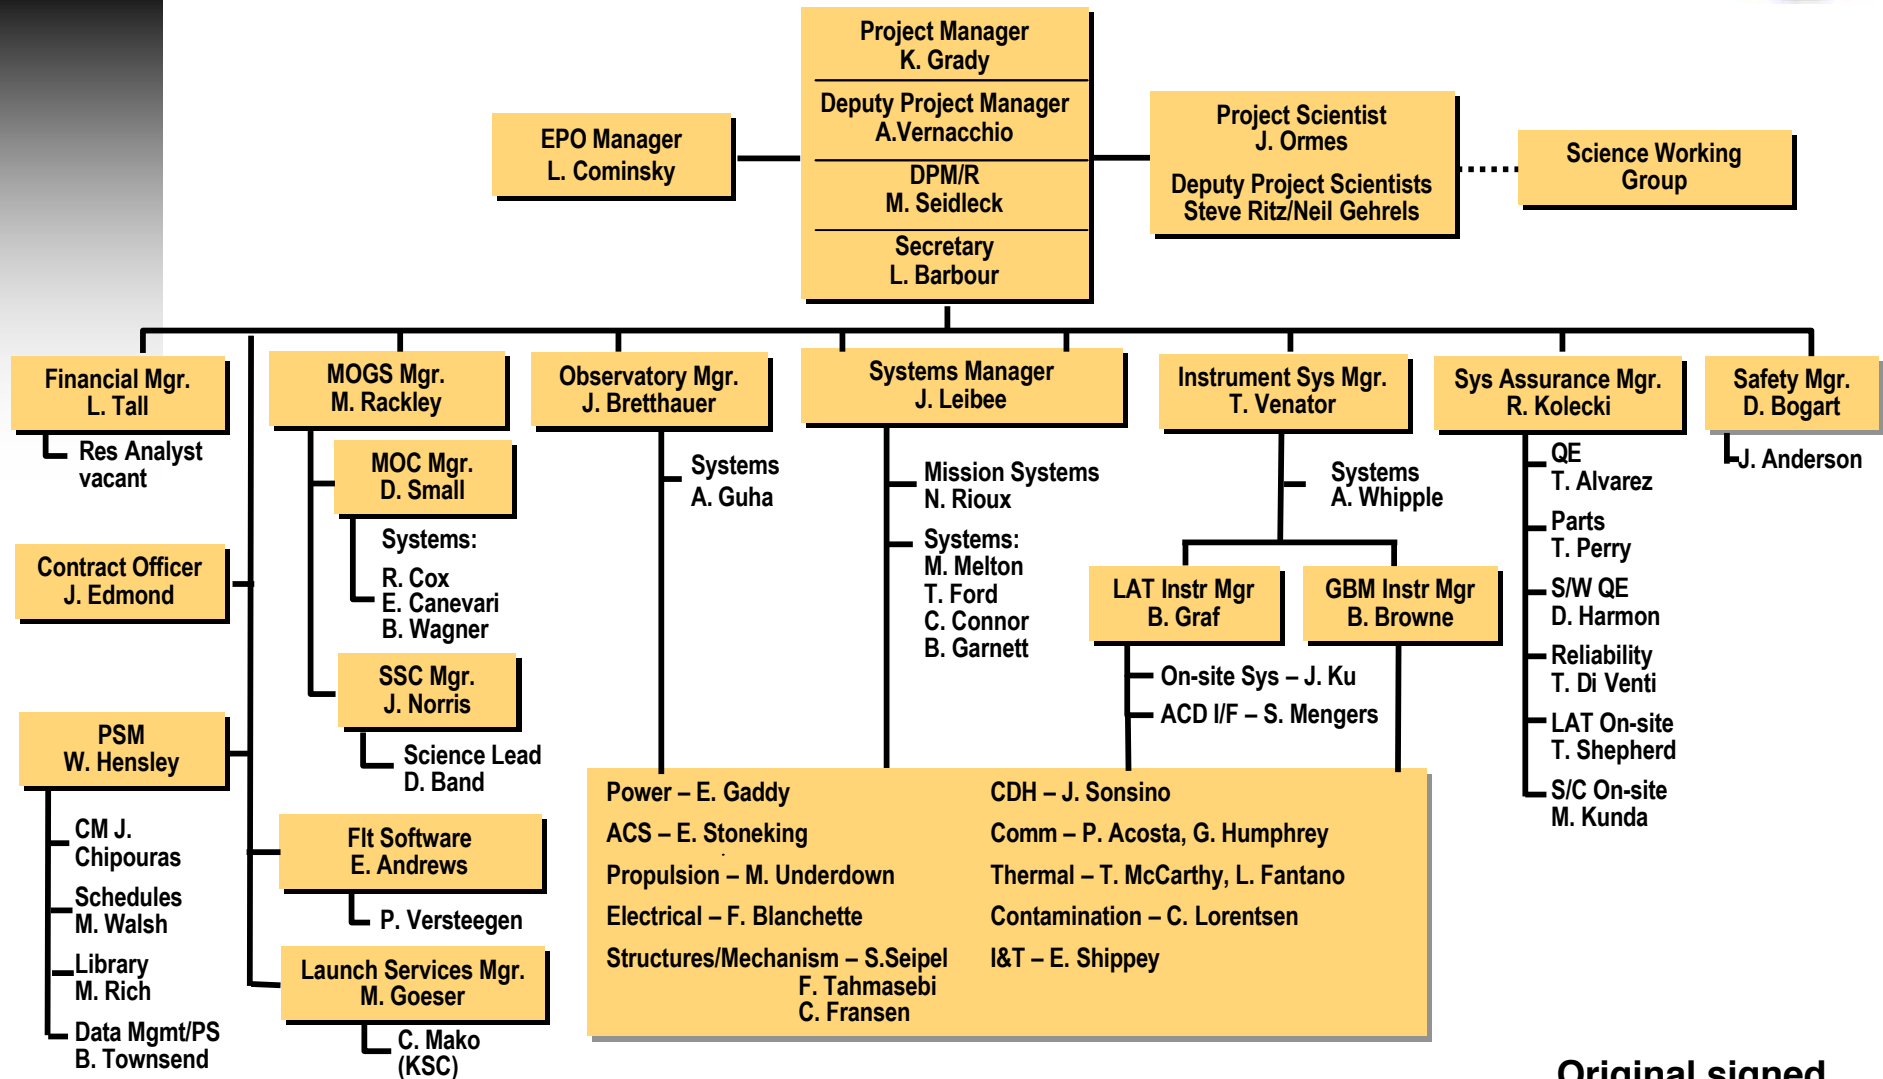 Project Manager
K. Grady
Deputy Project Manager
A.Vernacchio
DPM/R
M. Seidleck
Secretary
L. Barbour
EPO Manager
L. Cominsky
Project Scientist
J. Ormes
Deputy Project Scientists
Steve Ritz/Neil Gehrels
Science Working
Group
Financial Mgr.
L. Tall
Res Analyst
vacant
Contract Officer
J. Edmond
PSM
W. Hensley
CM J.
Chipouras
Schedules
M. Walsh
Library
M. Rich
Data Mgmt/PS
B. Townsend
MOGS Mgr.
M. Rackley
MOC Mgr.
D. Small
Systems:
R. Cox
E. Canevari
B. Wagner
SSC Mgr.
J. Norris
Science Lead
D. Band
Flt Software
E. Andrews
P. Versteegen
Launch Services Mgr.
M. Goeser
C. Mako
(KSC)
Observatory Mgr.
J. Bretthauer
Systems
A. Guha
Systems Manager
J. Leibee
Mission Systems
N. Rioux
Systems:
M. Melton
T. Ford
C. Connor
B. Garnett
Instrument Sys Mgr.
T. Venator
Systems
A. Whipple
LAT Instr Mgr
B. Graf
On-site Sys – J. Ku
ACD I/F – S. Mengers
GBM Instr Mgr
B. Browne
Power – E. Gaddy
ACS – E. Stoneking
Propulsion – M. Underdown
Electrical – F. Blanchette
Structures/Mechanism – S.Seipel
F. Tahmasebi
C. Fransen
CDH – J. Sonsino
Comm – P. Acosta, G. Humphrey
Thermal – T. McCarthy, L. Fantano
Contamination – C. Lorentsen
I&T – E. Shippey
Sys Assurance Mgr.
R. Kolecki
QE
T. Alvarez
Parts
T. Perry
S/W QE
D. Harmon
Reliability
T. Di Venti
LAT On-site
T. Shepherd
S/C On-site
M. Kunda
Safety Mgr.
D. Bogart
J. Anderson
Original signed